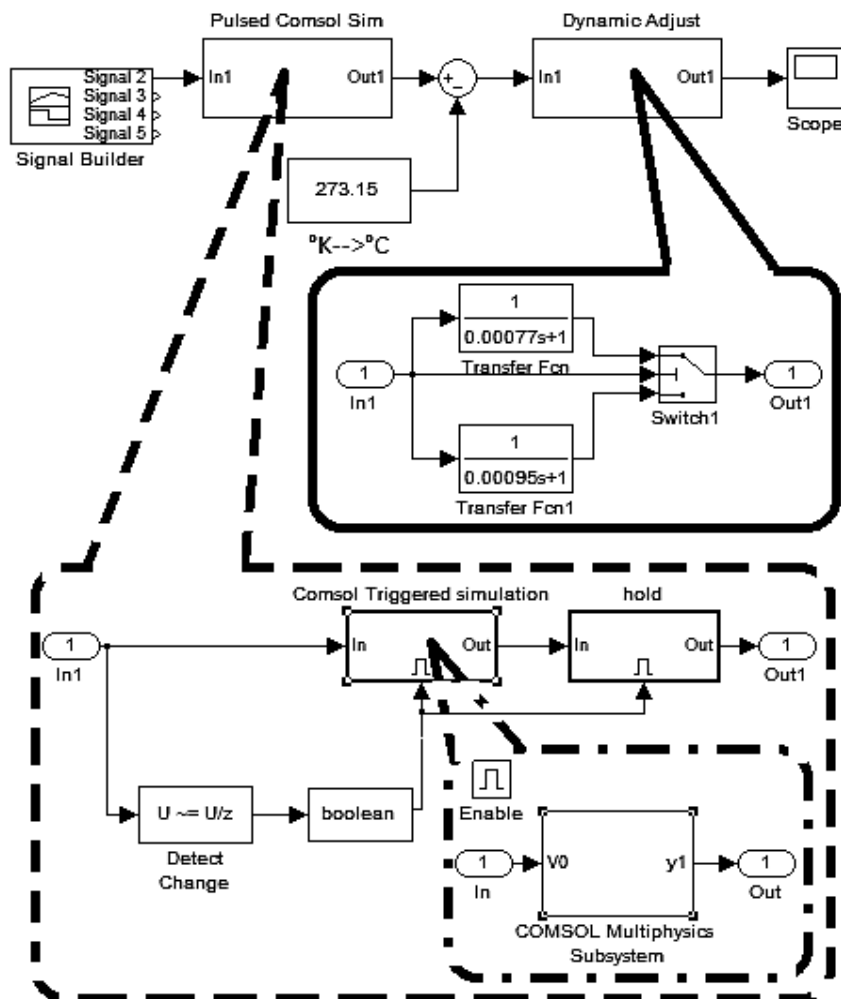 Pulsed Comsol Sim
Dynamic Adjust
Signal 2
Signal 3
Signal 4
Signal 5
Signal Builder
In1
Out1
+
−
In1
Out1
Scope
273.15
°K-->°C
1
0.00077s+1
Transfer Fcn
1
In1
Switch1
1
Out1
1
0.00095s+1
Transfer Fcn1
Comsol Triggered simulation
hold
1
In1
In
Out
In
Out
1
Out1
U ~= U/z
Detect
Change
boolean
Enable
1
In
V0
y1
1
Out
COMSOL Multiphysics
Subsystem